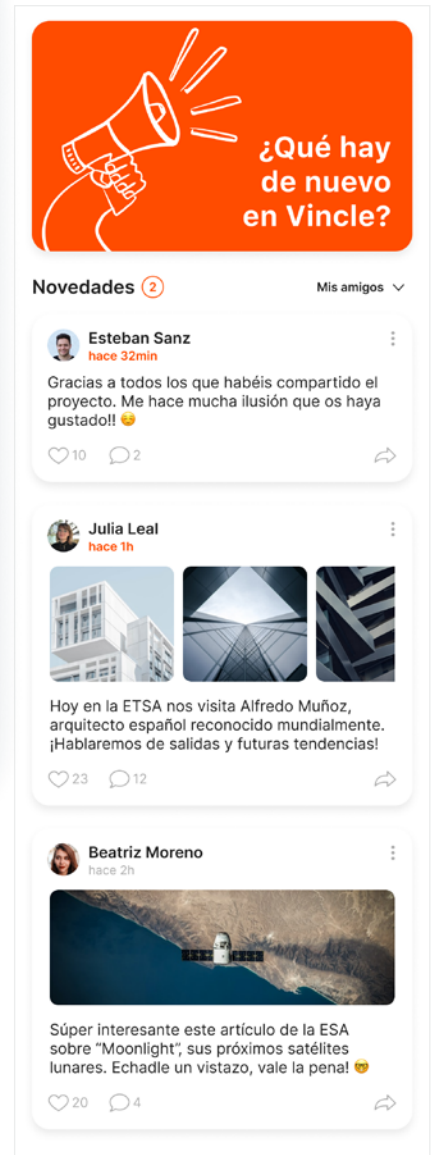 ¿Qué hay
de nuevo
en Vincle?
Novedades 2
Mis amigos
Esteban Sanz
hace 32min
Gracias a todos los que habéis compartido el
proyecto. Me hace mucha ilusión que os haya
gustado!! ☺️
10 2
Julia Leal
hace 1h
Hoy en la ETSA nos visita Alfredo Muñoz,
arquitecto español reconocido mundialmente.
¡Hablaremos de salidas y futuras tendencias!
23 12
Beatriz Moreno
hace 2h
Súper interesante este artículo de la ESA
sobre “Moonlight”, sus próximos satélites
lunares. Echadle un vistazo, vale la pena! 🤓
20 4